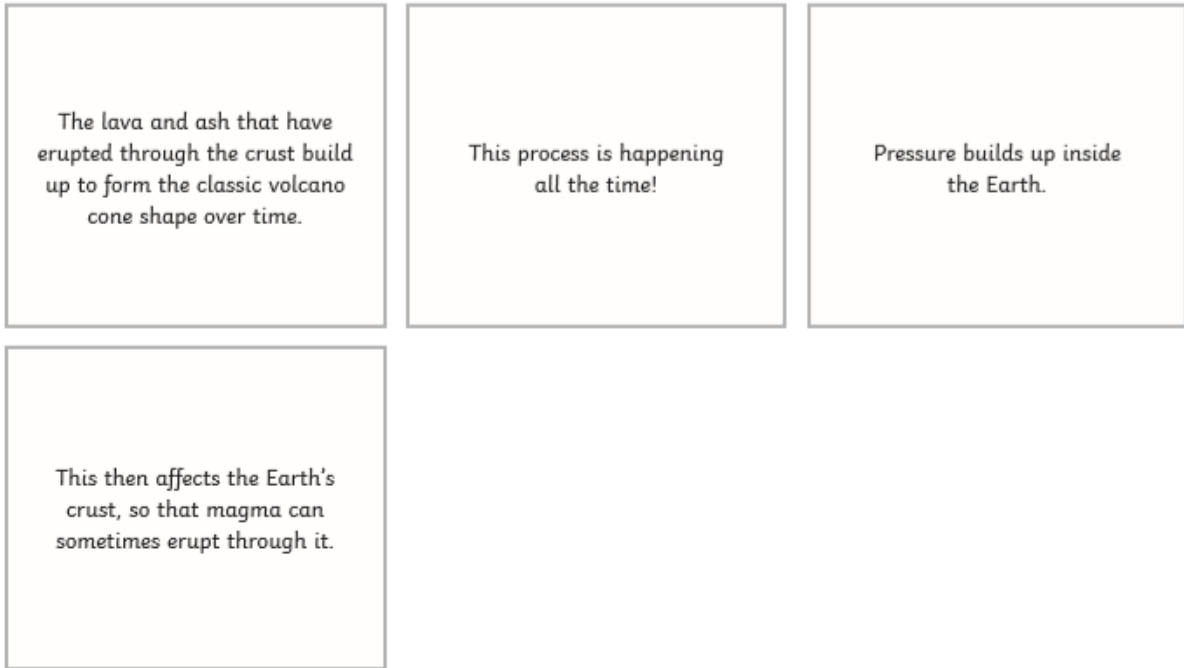 The lava and ash that have
erupted through the crust build
up to form the classic volcano
cone shape over time.
This process is happening
all the time!
Pressure builds up inside
the Earth.
This then affects the Earth's
crust, so that magma can
sometimes erupt through it.